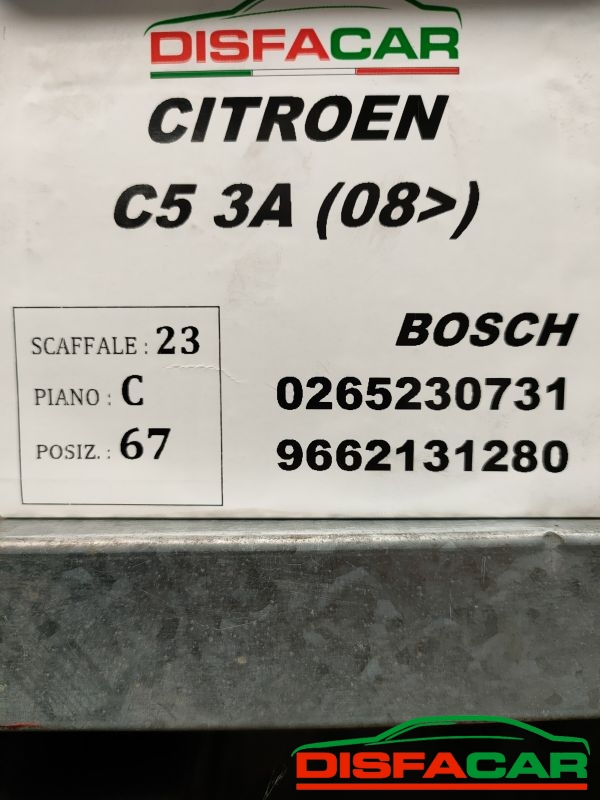 DISFACAR
CITROEN
C5 3A (08>)
SCAFFALE : 23
PIANO : C
POSIZ. : 67
BOSCH
0265230731
9662131280
DISFACAR